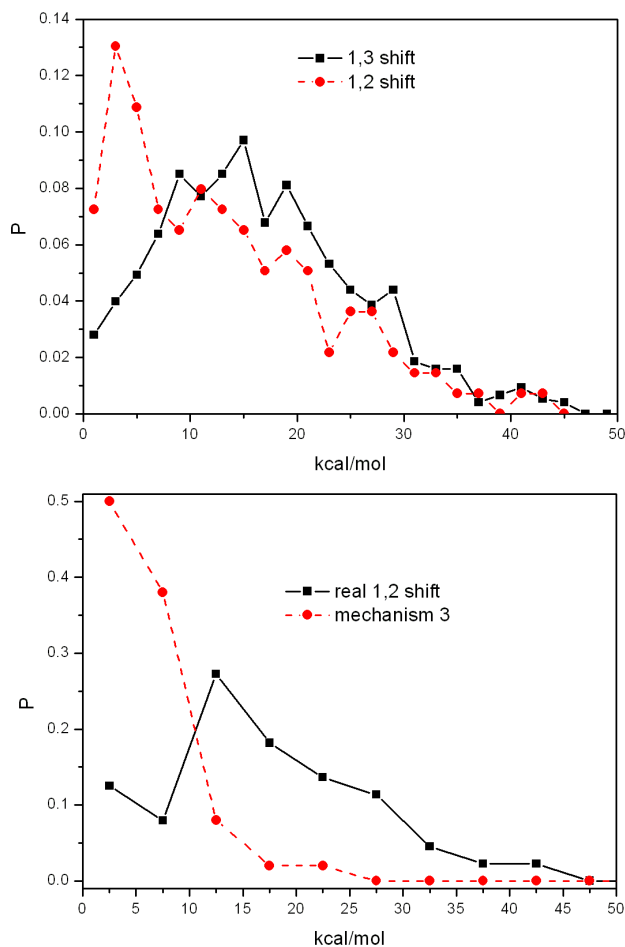 0.14
1,3 shift
1,2 shift
0.12
0.10
0.08
P
0.06
0.04
0.02
0.00
0 10 20 30 40 50
kcal/mol
0.5
0.4
real 1,2 shift
mechanism 3
0.3
P
0.2
0.1
0.0
0 5 10 15 20 25 30 35 40 45 50
kcal/mol